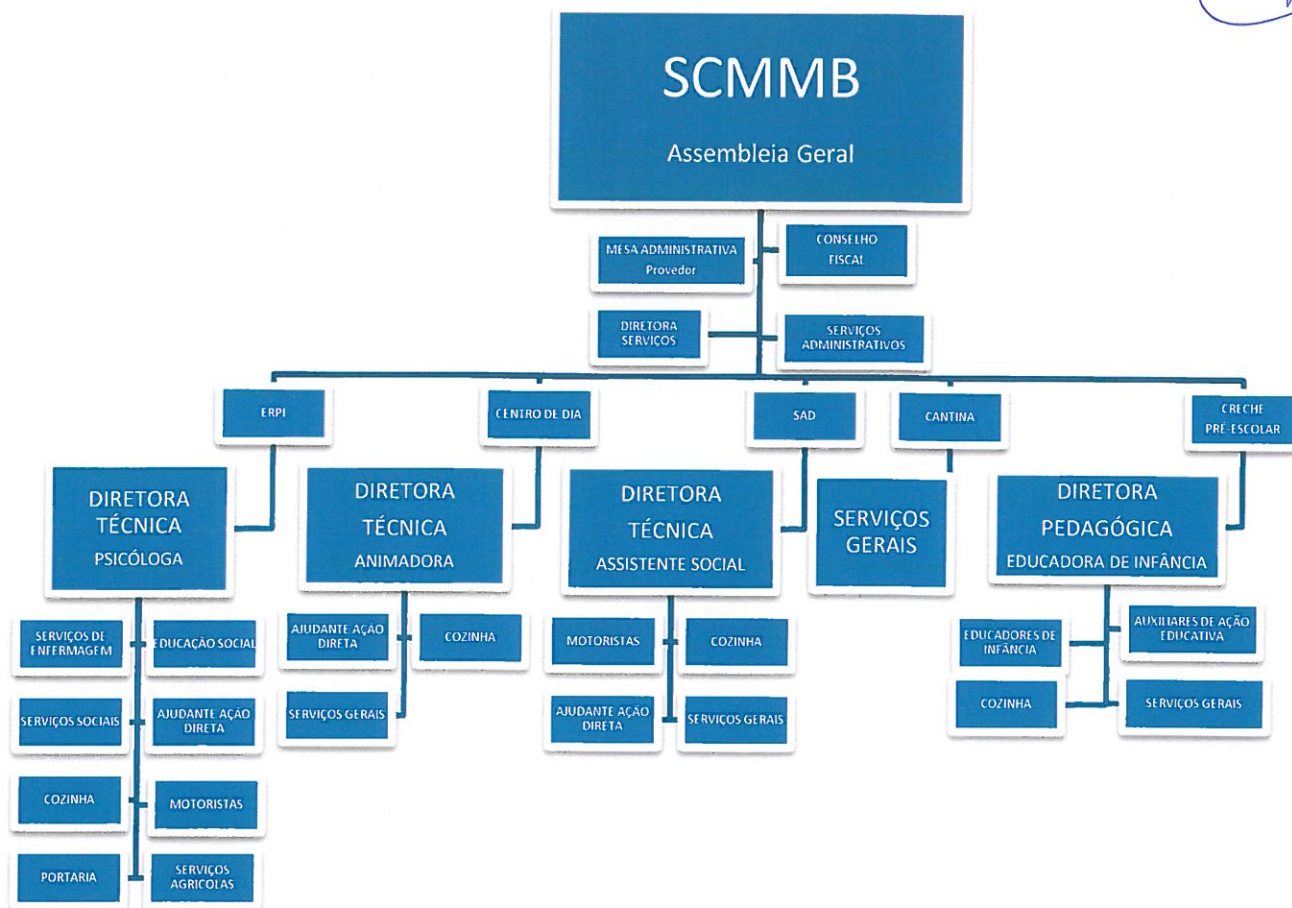 SCMMB
Assembleia Geral
MESA ADMINISTRATIVA
Provedor
CONSELHO
FISCAL
DIRETORA
SERVIÇOS
SERVIÇOS
ADMINISTRATIVOS
ERPI
CENTRO DE DIA
SAD
CANTINA
CRECHE
PRÉ-ESCOLAR
DIRETORA
TÉCNICA
PSICÓLOGA
DIRETORA
TÉCNICA
ANIMADORA
DIRETORA
TÉCNICA
ASSISTENTE SOCIAL
SERVIÇOS
GERAIS
DIRETORA
PEDAGÓGICA
EDUCADORA DE INFÂNCIA
SERVIÇOS DE
ENFERMAGEM
EDUCAÇÃO SOCIAL
SERVIÇOS SOCIAIS
AJUDANTE AÇÃO
DIRETA
COZINHA
MOTORISTAS
PORTARIA
SERVIÇOS
AGRICOLAS
AJUDANTE AÇÃO
DIRETA
COZINHA
SERVIÇOS GERAIS
MOTORISTAS
COZINHA
AJUDANTE AÇÃO
DIRETA
SERVIÇOS GERAIS
EDUCADORES DE
INFÂNCIA
AUXILIARES DE AÇÃO
EDUCATIVA
COZINHA
SERVIÇOS GERAIS